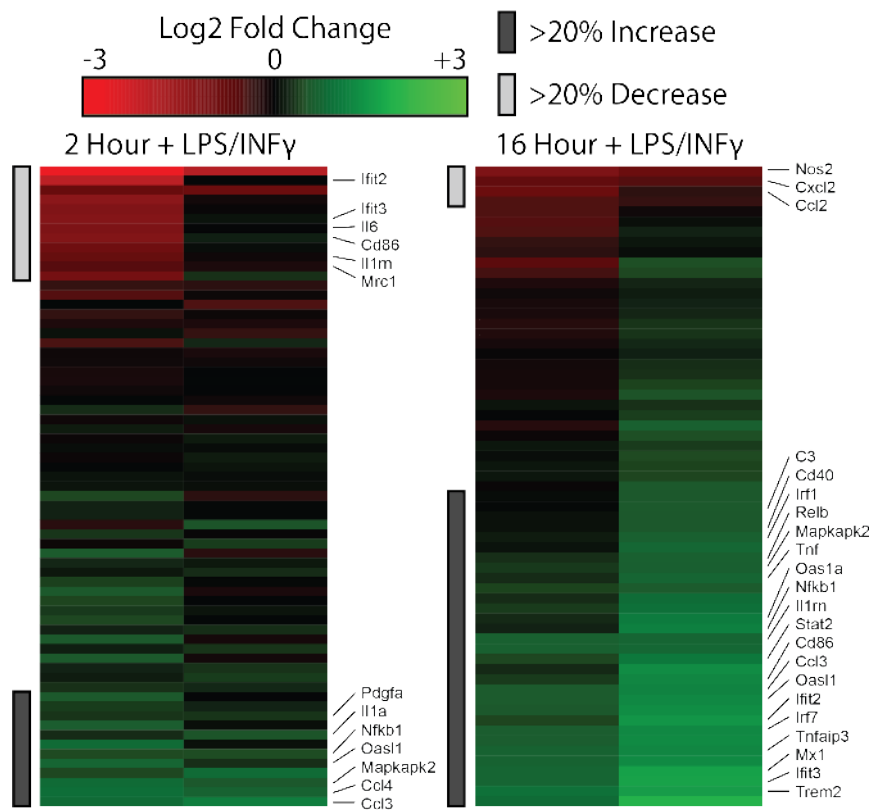 Log2 Fold Change
-3 0 +3
>20% Increase
>20% Decrease
2 Hour + LPS/INFγ
Ifit2
Ifit3
Il6
Cd86
Il1rn
Mrc1
Pdgfa
Il1a
Nfkb1
Oasl1
Mapkapk2
Ccl4
Ccl3
16 Hour + LPS/INFγ
Nos2
Cxcl2
Ccl2
C3
Cd40
Irf1
Relb
Mapkapk2
Tnf
Oas1a
Nfkb1
Il1rn
Stat2
Cd86
Ccl3
Oasl1
Ifit2
Irf7
Tnfaip3
Mx1
Ifit3
Trem2